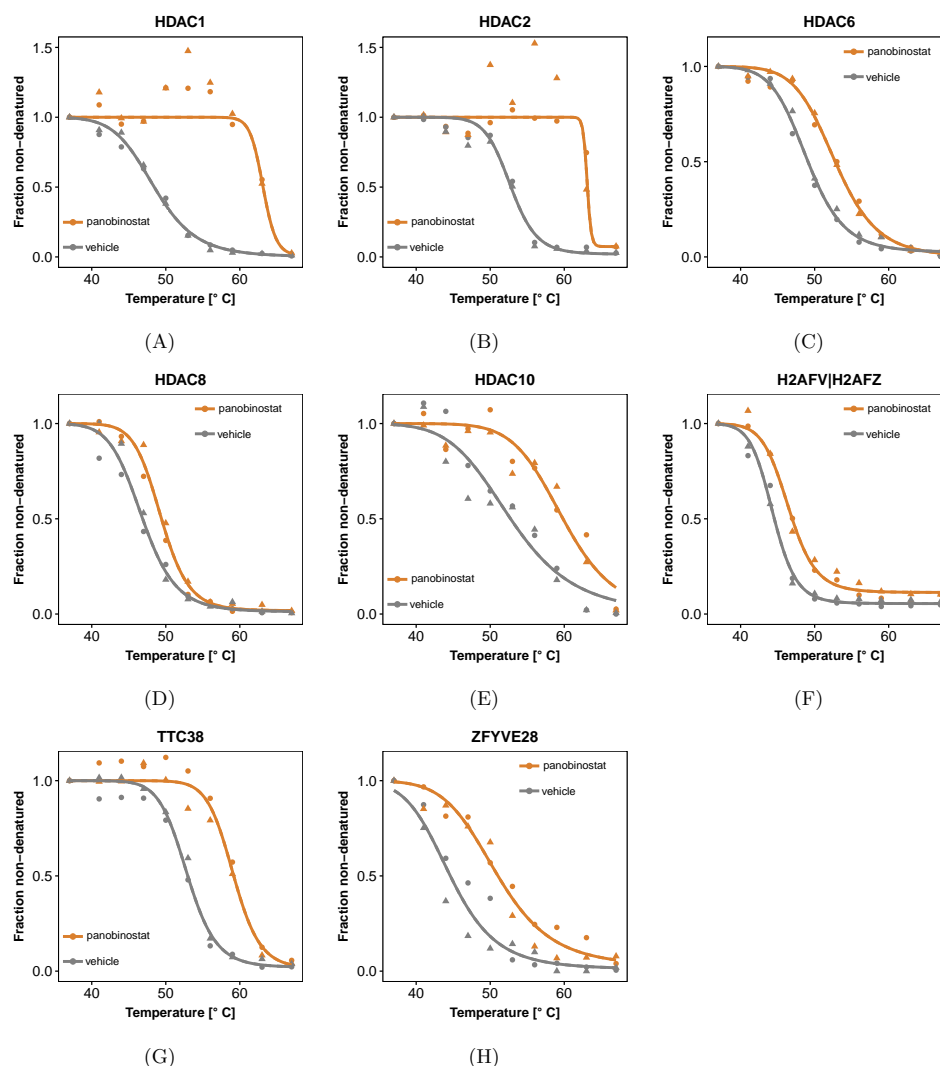 HDAC1
Fraction non−denatured
1.5
1.0
0.5
0.0
panobinostat
vehicle
40
50
60
Temperature [° C]
(A)
HDAC2
Fraction non−denatured
1.5
1.0
0.5
0.0
panobinostat
vehicle
40
50
60
Temperature [° C]
(B)
HDAC6
Fraction non−denatured
1.0
0.5
0.0
panobinostat
vehicle
40
50
60
Temperature [° C]
(C)
HDAC8
Fraction non−denatured
1.0
0.5
0.0
panobinostat
vehicle
40
50
60
Temperature [° C]
(D)
HDAC10
Fraction non−denatured
1.0
0.5
0.0
panobinostat
vehicle
40
50
60
Temperature [° C]
(E)
H2AFV|H2AFZ
Fraction non−denatured
1.0
0.5
0.0
panobinostat
vehicle
40
50
60
Temperature [° C]
(F)
TTC38
Fraction non−denatured
1.0
0.5
0.0
panobinostat
vehicle
40
50
60
Temperature [° C]
(G)
ZFYVE28
Fraction non−denatured
1.0
0.5
0.0
panobinostat
vehicle
40
50
60
Temperature [° C]
(H)